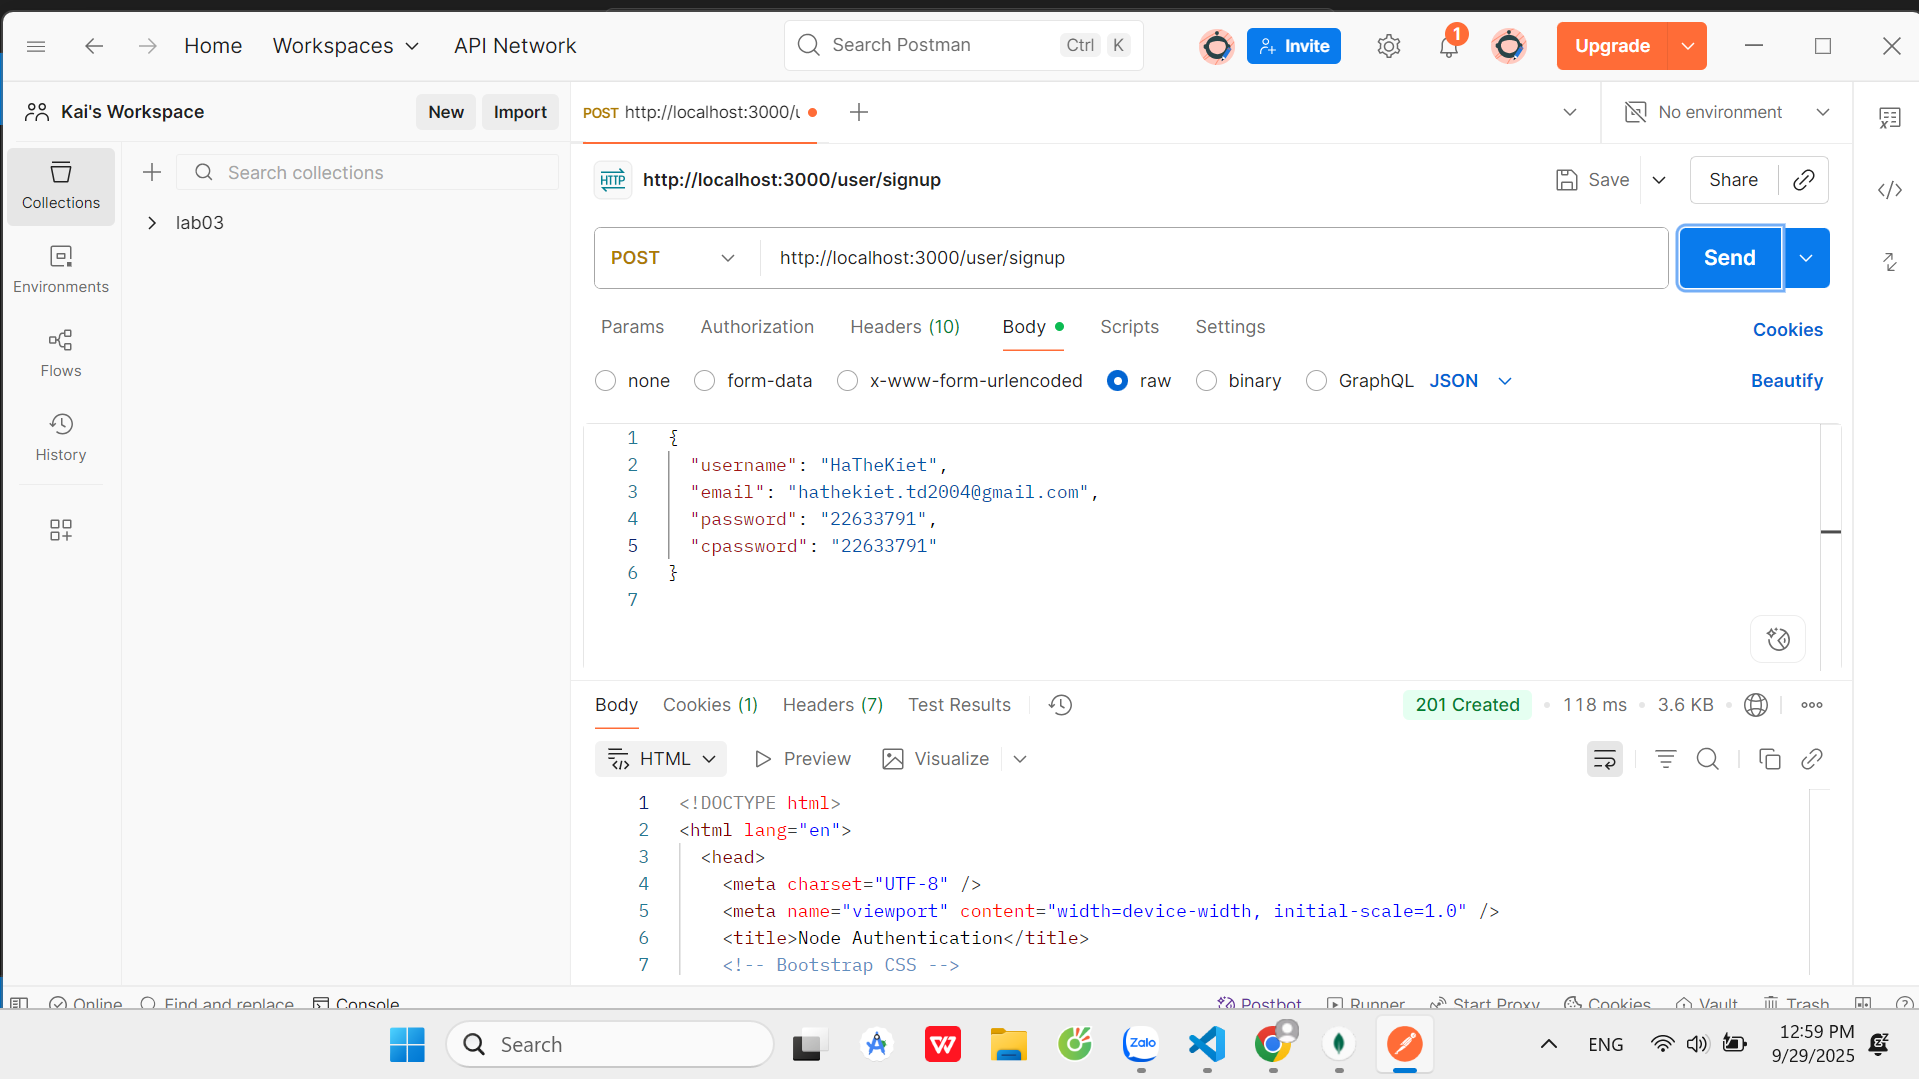 Home
Workspaces
API Network
Search Postman
Ctrl
K
Invite
1
Upgrade
Kai's Workspace
New
Import
POST http://localhost:3000/u
No environment
Collections
Search collections
HTTP
http://localhost:3000/user/signup
Save
Share
lab03
Environments
POST
http://localhost:3000/user/signup
Send
Flows
Params
Authorization
Headers (10)
Body
Scripts
Settings
Cookies
none
form-data
x-www-form-urlencoded
raw
binary
GraphQL
JSON
Beautify
History
1 {
2 "username": "HaTheKiet",
3 "email": "hathekiet.td2004@gmail.com",
4 "password": "22633791",
5 "cpassword": "22633791"
6 }
7
Body
Cookies (1)
Headers (7)
Test Results
201 Created
118 ms
3.6 KB
HTML
Preview
Visualize
1 <!DOCTYPE html>
2 <html lang="en">
3 <head>
4 <meta charset="UTF-8" />
5 <meta name="viewport" content="width=device-width, initial-scale=1.0" />
6 <title>Node Authentication</title>
7 <!-- Bootstrap CSS -->
Online
Find and replace
Console
Postbot
Runner
Start Proxy
Cookies
Vault
Trash
Search
Zalo
ENG
12:59 PM
9/29/2025